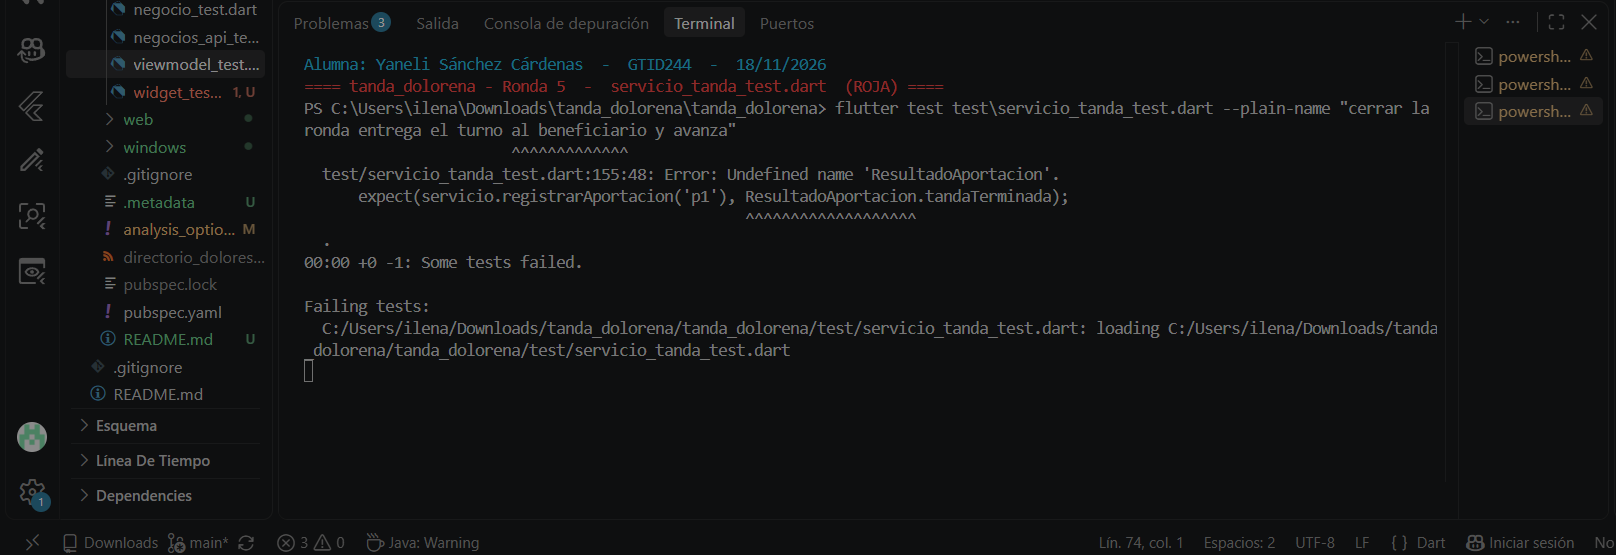 negocio_test.dart
negocios_api_te...
viewmodel_test....
widget_tes... 1, U
web
windows
.gitignore
.metadata U
analysis_optio... M
directorio_dolores...
pubspec.lock
pubspec.yaml
README.md U
.gitignore
README.md
Esquema
Línea De Tiempo
Dependencies
1
Problemas 3 Salida Consola de depuración Terminal Puertos
Alumna: Yaneli Sánchez Cárdenas - GTID244 - 18/11/2026
==== tanda_dolorena - Ronda 5 - servicio_tanda_test.dart (ROJA) ====
PS C:\Users\ilena\Downloads\tanda_dolorena\tanda_dolorena> flutter test test\servicio_tanda_test.dart --plain-name "cerrar la
ronda entrega el turno al beneficiario y avanza"
^^^^^^^^^^^^^
test/servicio_tanda_test.dart:155:48: Error: Undefined name 'ResultadoAportacion'.
expect(servicio.registrarAportacion('p1'), ResultadoAportacion.tandaTerminada);
^^^^^^^^^^^^^^^^^^^
.
00:00 +0 -1: Some tests failed.
Failing tests:
C:/Users/ilena/Downloads/tanda_dolorena/tanda_dolorena/test/servicio_tanda_test.dart: loading C:/Users/ilena/Downloads/tanda
_dolorena/tanda_dolorena/test/servicio_tanda_test.dart
powersh...
powersh...
powersh...
Downloads main* 3 0 Java: Warning Lín. 74, col. 1 Espacios: 2 UTF-8 LF { } Dart Iniciar sesión No